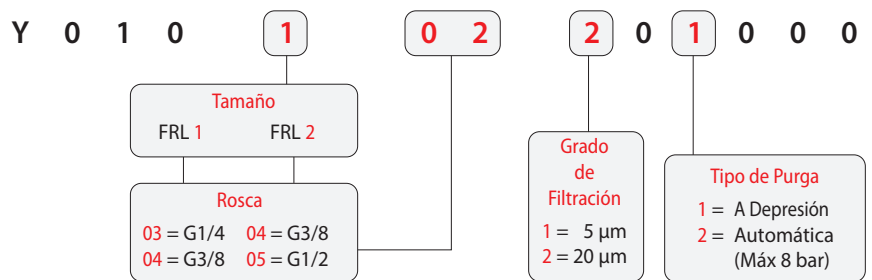 Y 0 1 0 1 0 2 2 0 1 0 0 0
Tamaño
FRL 1 FRL 2
Rosca
03 = G1/4 04 = G3/8
04 = G3/8 05 = G1/2
Grado
de
Filtración
1 = 5 µm
2 = 20 µm
Tipo de Purga
1 = A Depresión
2 = Automática
(Máx 8 bar)